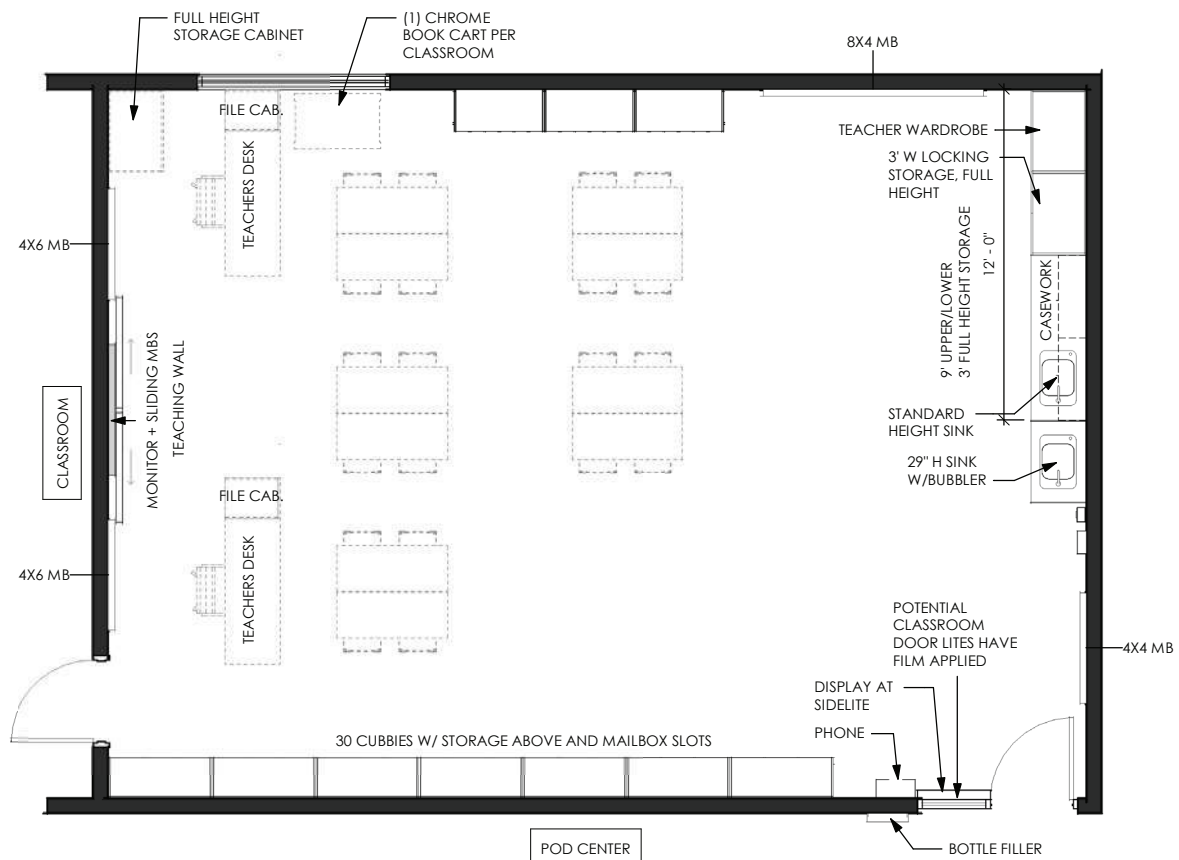 FULL HEIGHT
STORAGE CABINET
(1) CHROME
BOOK CART PER
CLASSROOM
8X4 MB
FILE CAB.
TEACHERS DESK
TEACHER WARDROBE
3' W LOCKING
STORAGE, FULL
HEIGHT
4X6 MB
9' UPPER/LOWER
3' FULL HEIGHT STORAGE
12' - 0"
CASEWORK
MONITOR + SLIDING MBS
TEACHING WALL
CLASSROOM
STANDARD
HEIGHT SINK
29" H SINK
W/BUBBLER
FILE CAB.
TEACHERS DESK
4X6 MB
POTENTIAL
CLASSROOM
DOOR LITES HAVE
FILM APPLIED
4X4 MB
DISPLAY AT
SIDELITE
PHONE
30 CUBBIES W/ STORAGE ABOVE AND MAILBOX SLOTS
POD CENTER
BOTTLE FILLER